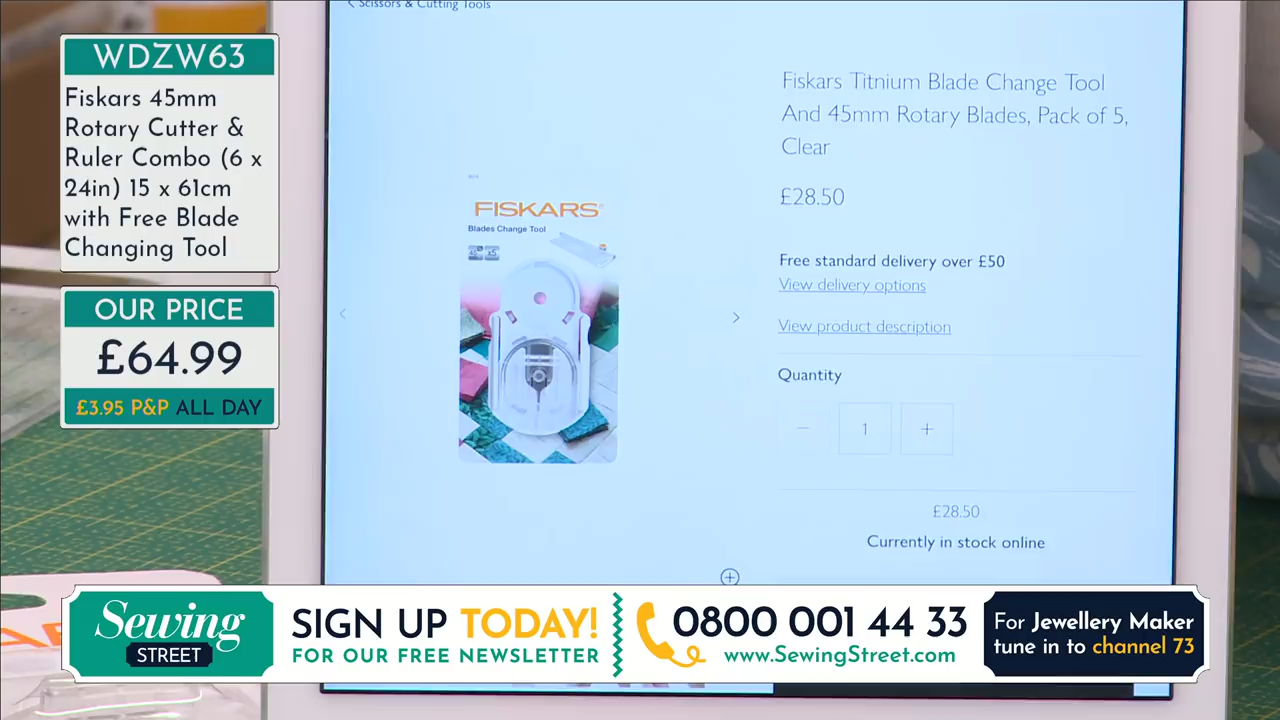 WDZW63
Fiskars 45mm
Rotary Cutter &
Ruler Combo (6 x
24in) 15 x 61cm
with Free Blade
Changing Tool
OUR PRICE
£64.99
£3.95 P&P ALL DAY
Scissors & Cutting Tools
FISKARS
Blades Change Tool
Fiskars Titnium Blade Change Tool
And 45mm Rotary Blades, Pack of 5,
Clear
£28.50
Free standard delivery over £50
View delivery options
View product description
Quantity
1
£28.50
Currently in stock online
Sewing
STREET
SIGN UP TODAY!
FOR OUR FREE NEWSLETTER
0800 001 44 33
www.SewingStreet.com
For Jewellery Maker
tune in to channel 73